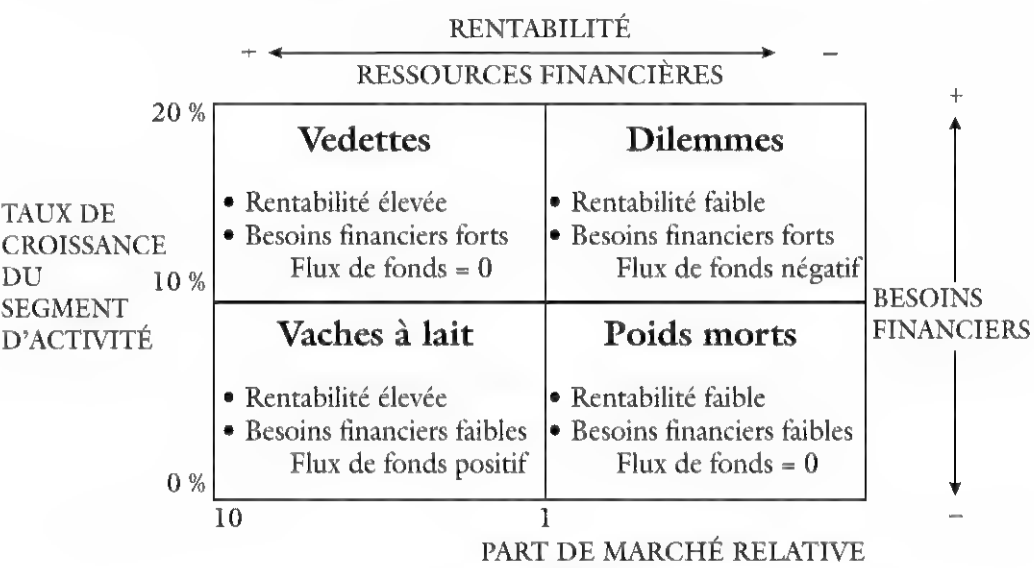 RENTABILITÉ
+ −
RESSOURCES FINANCIÈRES
+
20 %
Vedettes
• Rentabilité élevée
• Besoins financiers forts
Flux de fonds = 0
Dilemmes
• Rentabilité faible
• Besoins financiers forts
Flux de fonds négatif
TAUX DE
CROISSANCE
DU
SEGMENT
D'ACTIVITÉ
10 %
BESOINS
FINANCIERS
Vaches à lait
• Rentabilité élevée
• Besoins financiers faibles
Flux de fonds positif
Poids morts
• Rentabilité faible
• Besoins financiers faibles
Flux de fonds = 0
0 %
−
10 1
PART DE MARCHÉ RELATIVE